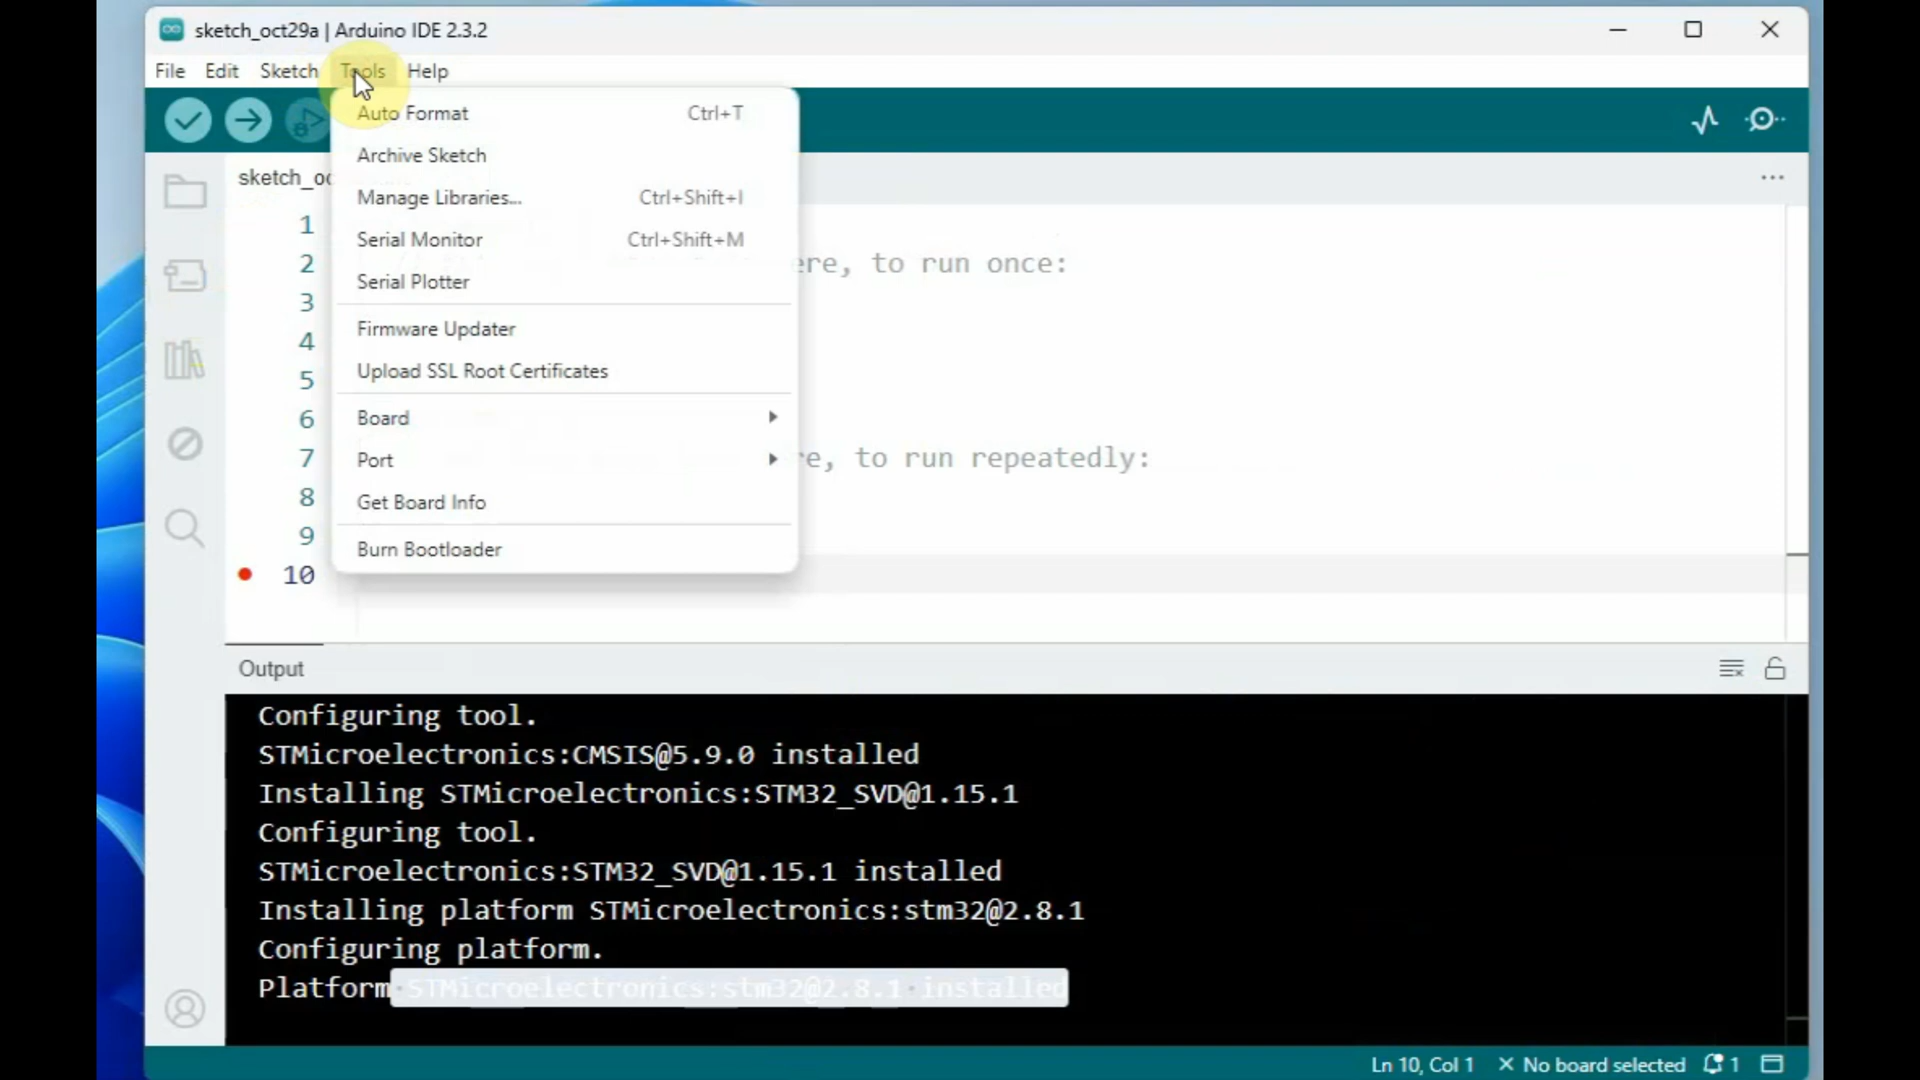 sketch_oct29a | Arduino IDE 2.3.2
File Edit Sketch Tools Help
Auto Format Ctrl+T
Archive Sketch
sketch_oc
Manage Libraries... Ctrl+Shift+I
1
Serial Monitor Ctrl+Shift+M
2 ere, to run once:
Serial Plotter
3
Firmware Updater
4
Upload SSL Root Certificates
5
Board
6
Port
7 re, to run repeatedly:
8
Get Board Info
9
Burn Bootloader
10
Output
Configuring tool.
STMicroelectronics:CMSIS@5.9.0 installed
Installing STMicroelectronics:STM32_SVD@1.15.1
Configuring tool.
STMicroelectronics:STM32_SVD@1.15.1 installed
Installing platform STMicroelectronics:stm32@2.8.1
Configuring platform.
Platform STMicroelectronics:stm32@2.8.1 installed
Ln 10, Col 1 No board selected 1